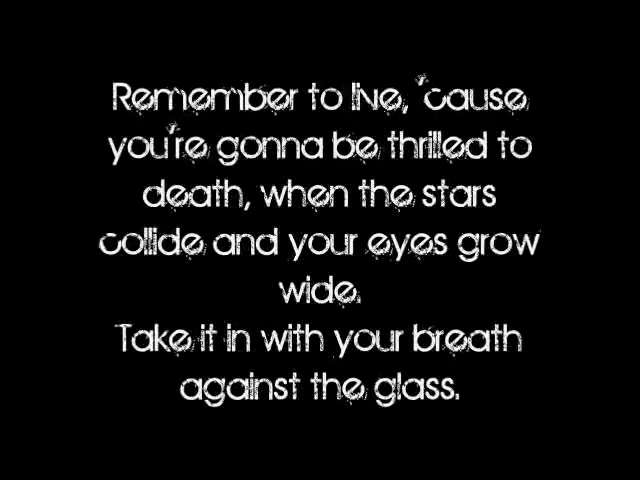 Remember to live, 'cause
you're gonna be thrilled to
death, when the stars
collide and your eyes grow
wide.
Take it in with your breath
against the glass.